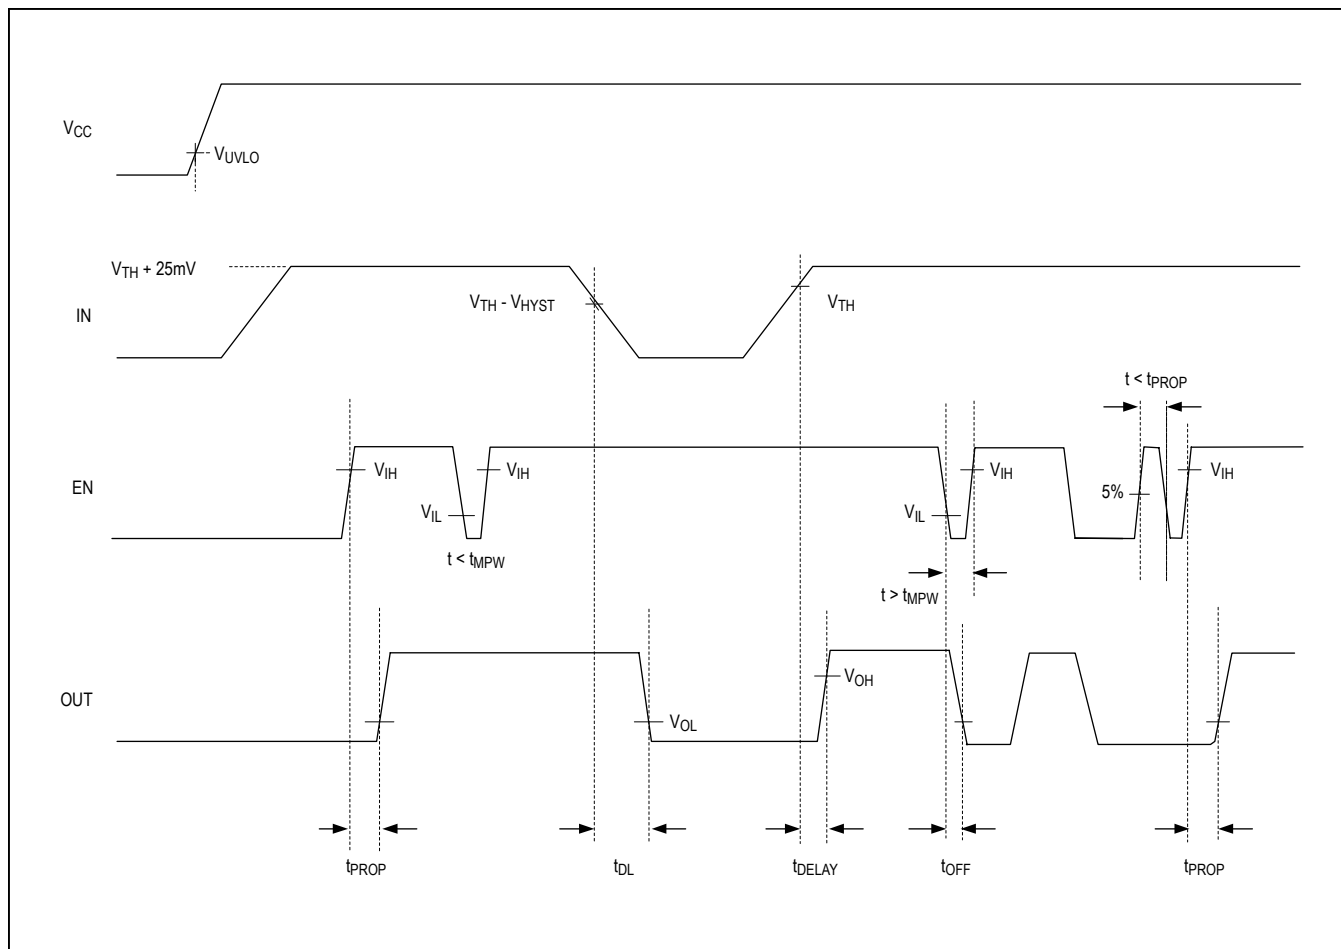 VCC
VUVLO
VTH + 25mV
IN
VTH - VHYST
VTH
t < tPROP
EN
VIH
VIH
VIH
5%
VIH
VIL
VIL
t < tMPW
t > tMPW
OUT
VOH
VOL
tPROP
tDL
tDELAY
tOFF
tPROP